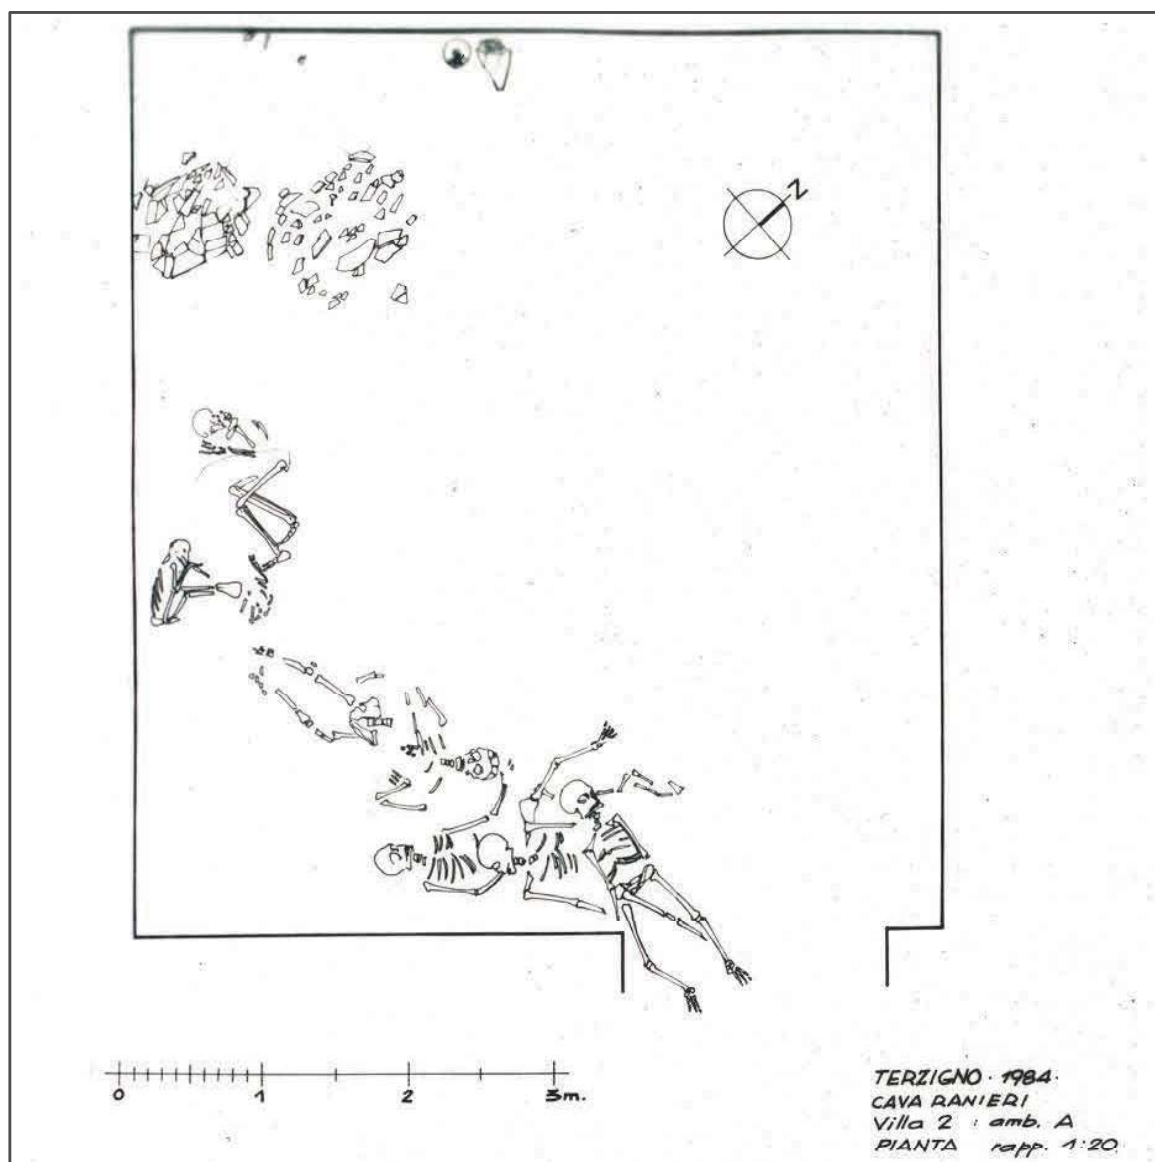 N
0 1 2 3m.
TERZIGNO · 1984 ·
CAVA RANIERI
Villa 2 : amb. A
PIANTA rapp. 1:20